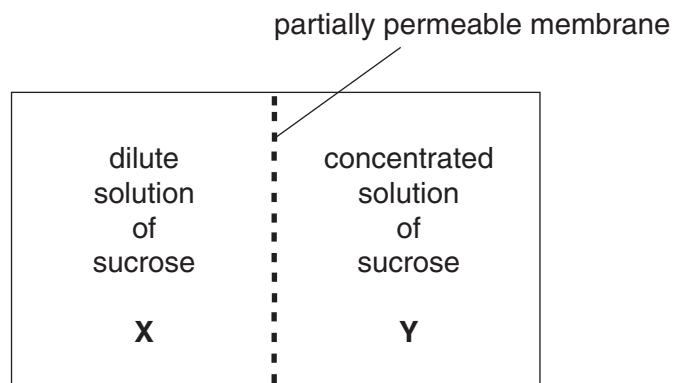 partially permeable membrane
dilute
solution
of
sucrose
X
concentrated
solution
of
sucrose
Y